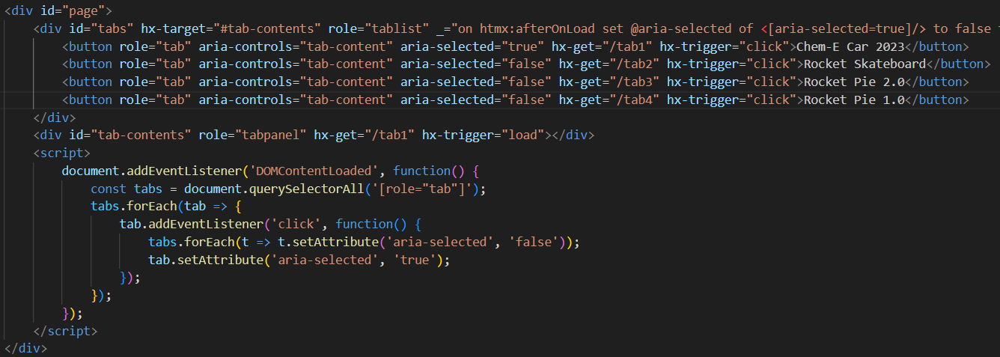 <div id="page">
<div id="tabs" hx-target="#tab-contents" role="tablist" _="on htmx:afterOnLoad set @aria-selected of <[aria-selected=true]/> to false
<button role="tab" aria-controls="tab-content" aria-selected="true" hx-get="/tab1" hx-trigger="click">Chem-E Car 2023</button>
<button role="tab" aria-controls="tab-content" aria-selected="false" hx-get="/tab2" hx-trigger="click">Rocket Skateboard</button>
<button role="tab" aria-controls="tab-content" aria-selected="false" hx-get="/tab3" hx-trigger="click">Rocket Pie 2.0</button>
<button role="tab" aria-controls="tab-content" aria-selected="false" hx-get="/tab4" hx-trigger="click">Rocket Pie 1.0</button>
</div>
<div id="tab-contents" role="tabpanel" hx-get="/tab1" hx-trigger="load"></div>
<script>
document.addEventListener('DOMContentLoaded', function() {
const tabs = document.querySelectorAll('[role="tab"]');
tabs.forEach(tab => {
tab.addEventListener('click', function() {
tabs.forEach(t => t.setAttribute('aria-selected', 'false'));
tab.setAttribute('aria-selected', 'true');
});
});
});
</script>
</div>